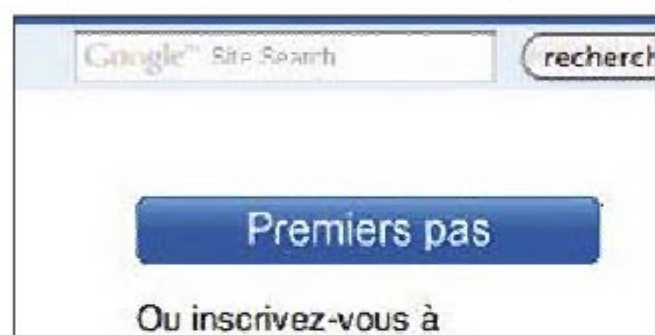 Google™ Site Search
recherch
Premiers pas
Ou inscrivez-vous à